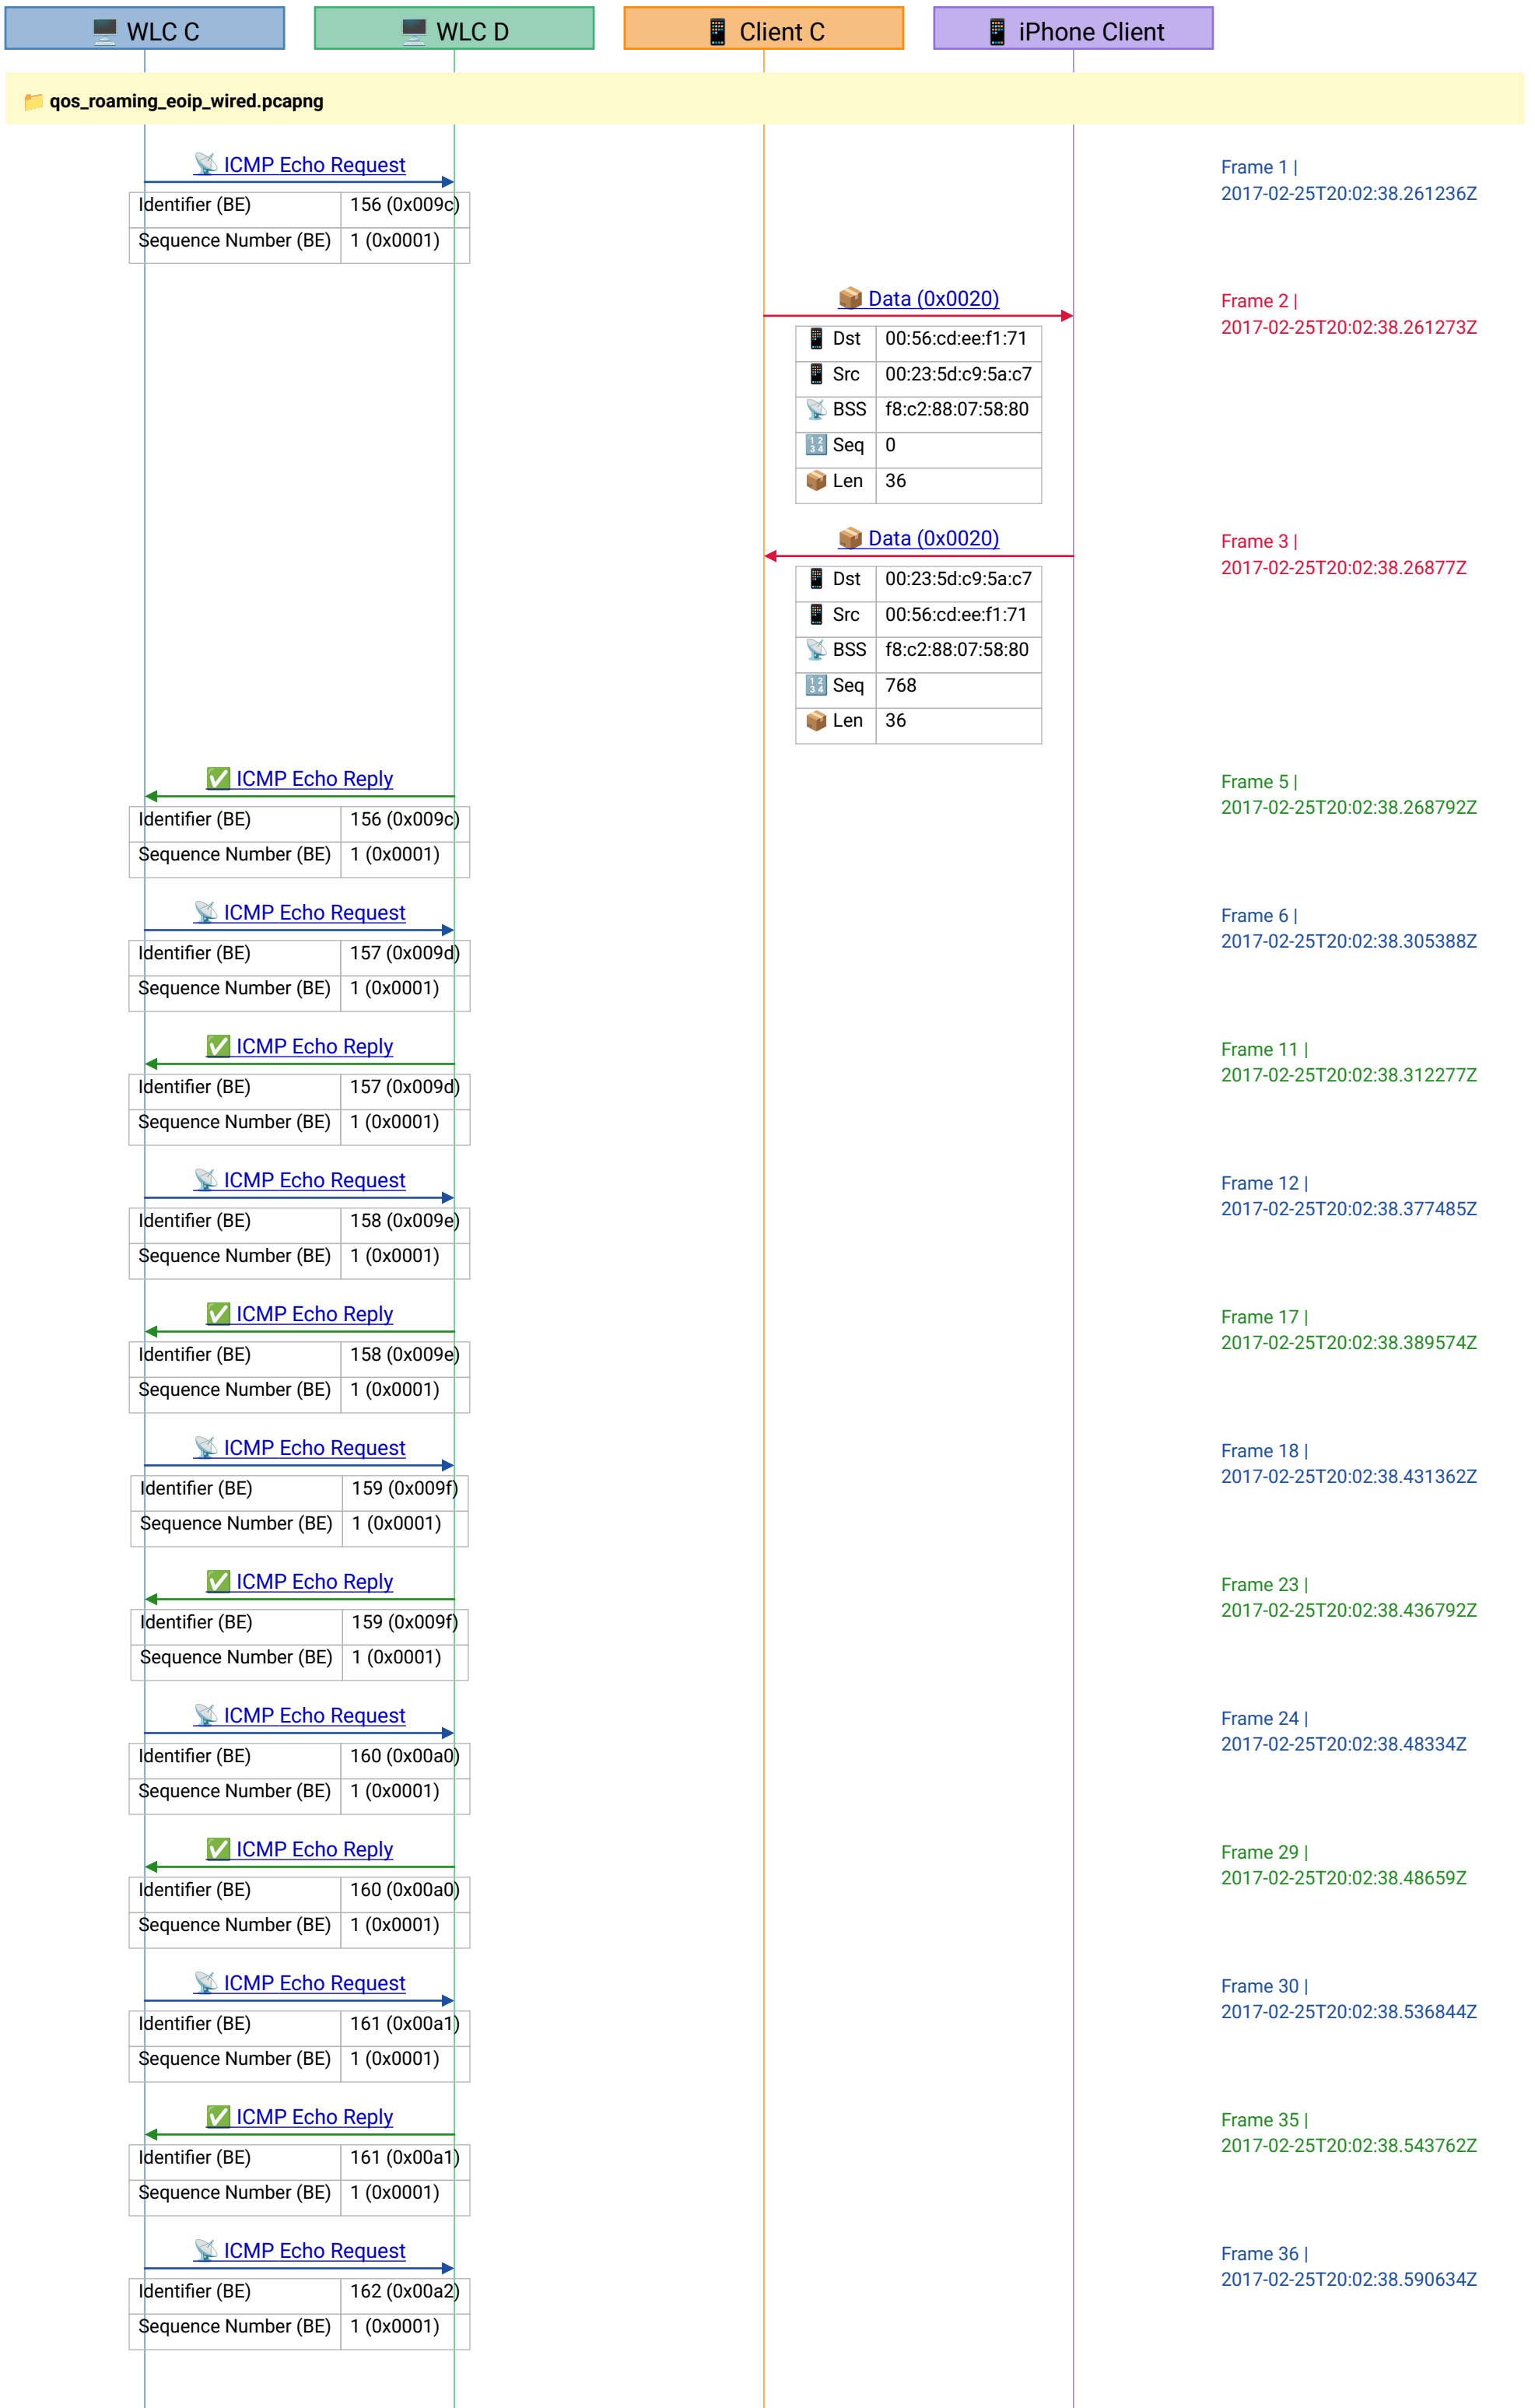 WLC C
WLC D
Client C
iPhone Client
qos_roaming_eoip_wired.pcapng
ICMP Echo Request
Frame 1 |
2017-02-25T20:02:38.261236Z
Identifier (BE) 156 (0x009c)
Sequence Number (BE) 1 (0x0001)
Data (0x0020)
Frame 2 |
2017-02-25T20:02:38.261273Z
Dst 00:56:cd:ee:f1:71
Src 00:23:5d:c9:5a:c7
BSS f8:c2:88:07:58:80
Seq 0
Len 36
Data (0x0020)
Frame 3 |
2017-02-25T20:02:38.26877Z
Dst 00:23:5d:c9:5a:c7
Src 00:56:cd:ee:f1:71
BSS f8:c2:88:07:58:80
Seq 768
Len 36
ICMP Echo Reply
Frame 5 |
2017-02-25T20:02:38.268792Z
Identifier (BE) 156 (0x009c)
Sequence Number (BE) 1 (0x0001)
ICMP Echo Request
Frame 6 |
2017-02-25T20:02:38.305388Z
Identifier (BE) 157 (0x009d)
Sequence Number (BE) 1 (0x0001)
ICMP Echo Reply
Frame 11 |
2017-02-25T20:02:38.312277Z
Identifier (BE) 157 (0x009d)
Sequence Number (BE) 1 (0x0001)
ICMP Echo Request
Frame 12 |
2017-02-25T20:02:38.377485Z
Identifier (BE) 158 (0x009e)
Sequence Number (BE) 1 (0x0001)
ICMP Echo Reply
Frame 17 |
2017-02-25T20:02:38.389574Z
Identifier (BE) 158 (0x009e)
Sequence Number (BE) 1 (0x0001)
ICMP Echo Request
Frame 18 |
2017-02-25T20:02:38.431362Z
Identifier (BE) 159 (0x009f)
Sequence Number (BE) 1 (0x0001)
ICMP Echo Reply
Frame 23 |
2017-02-25T20:02:38.436792Z
Identifier (BE) 159 (0x009f)
Sequence Number (BE) 1 (0x0001)
ICMP Echo Request
Frame 24 |
2017-02-25T20:02:38.48334Z
Identifier (BE) 160 (0x00a0)
Sequence Number (BE) 1 (0x0001)
ICMP Echo Reply
Frame 29 |
2017-02-25T20:02:38.48659Z
Identifier (BE) 160 (0x00a0)
Sequence Number (BE) 1 (0x0001)
ICMP Echo Request
Frame 30 |
2017-02-25T20:02:38.536844Z
Identifier (BE) 161 (0x00a1)
Sequence Number (BE) 1 (0x0001)
ICMP Echo Reply
Frame 35 |
2017-02-25T20:02:38.543762Z
Identifier (BE) 161 (0x00a1)
Sequence Number (BE) 1 (0x0001)
ICMP Echo Request
Frame 36 |
2017-02-25T20:02:38.590634Z
Identifier (BE) 162 (0x00a2)
Sequence Number (BE) 1 (0x0001)